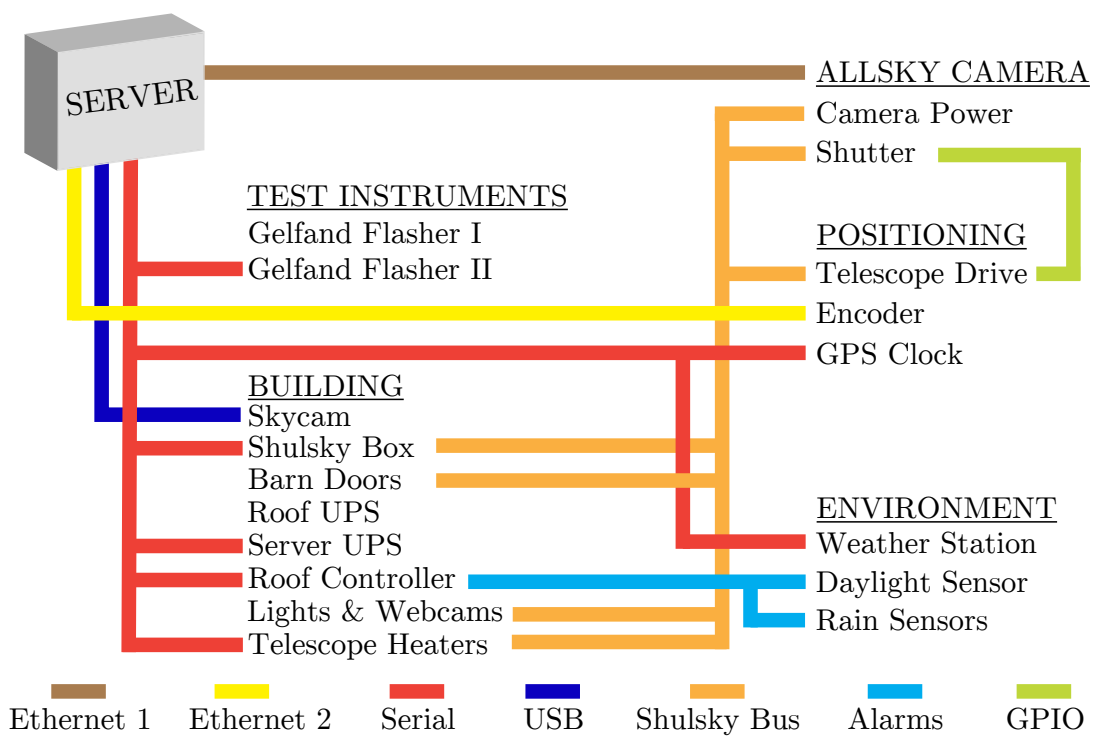 SERVER
ALLSKY CAMERA
Camera Power
Shutter
TEST INSTRUMENTS
Gelfand Flasher I
Gelfand Flasher II
POSITIONING
Telescope Drive
Encoder
GPS Clock
BUILDING
Skycam
Shulsky Box
Barn Doors
Roof UPS
Server UPS
Roof Controller
Lights & Webcams
Telescope Heaters
ENVIRONMENT
Weather Station
Daylight Sensor
Rain Sensors
Ethernet 1
Ethernet 2
Serial
USB
Shulsky Bus
Alarms
GPIO